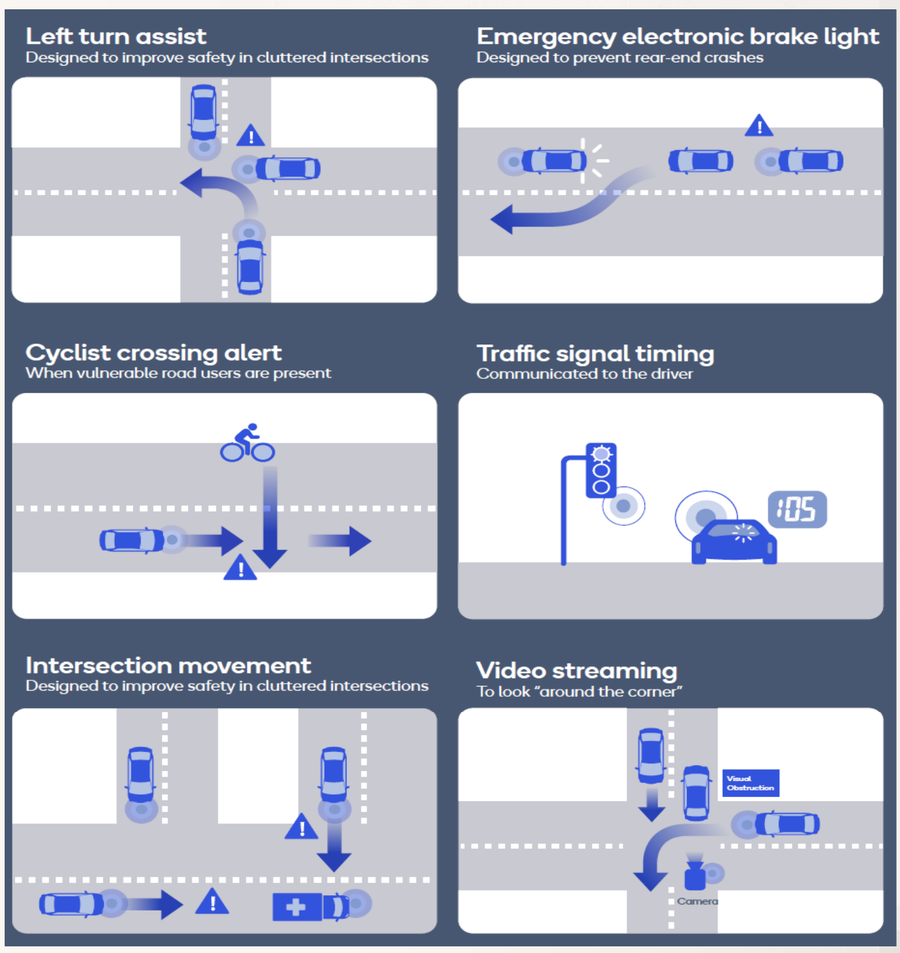 Left turn assist
Designed to improve safety in cluttered intersections
Emergency electronic brake light
Designed to prevent rear-end crashes
Cyclist crossing alert
When vulnerable road users are present
Traffic signal timing
Communicated to the driver
:05
Intersection movement
Designed to improve safety in cluttered intersections
Video streaming
To look “around the corner”
Visual
Obstruction
Camera